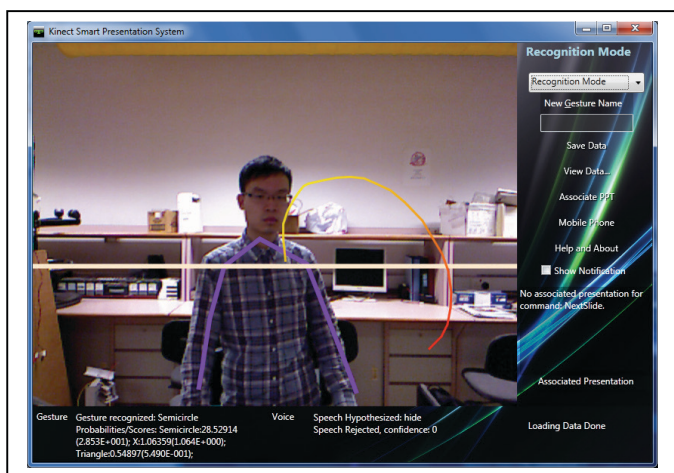 Kinect Smart Presentation System
Recognition Mode
Recognition Mode
New Gesture Name
Save Data
View Data...
Associate PPT
Mobile Phone
Help and About
Show Notification
No associated presentation for
command: NextSlide.
Associated Presentation
Loading Data Done
Gesture
Gesture recognized: Semicircle
Probabilities/Scores: Semicircle:28.52914
(2.853E+001); X:1.06359(1.064E+000);
Triangle:0.54897(5.490E-001);
Voice
Speech Hypothesized: hide
Speech Rejected, confidence: 0